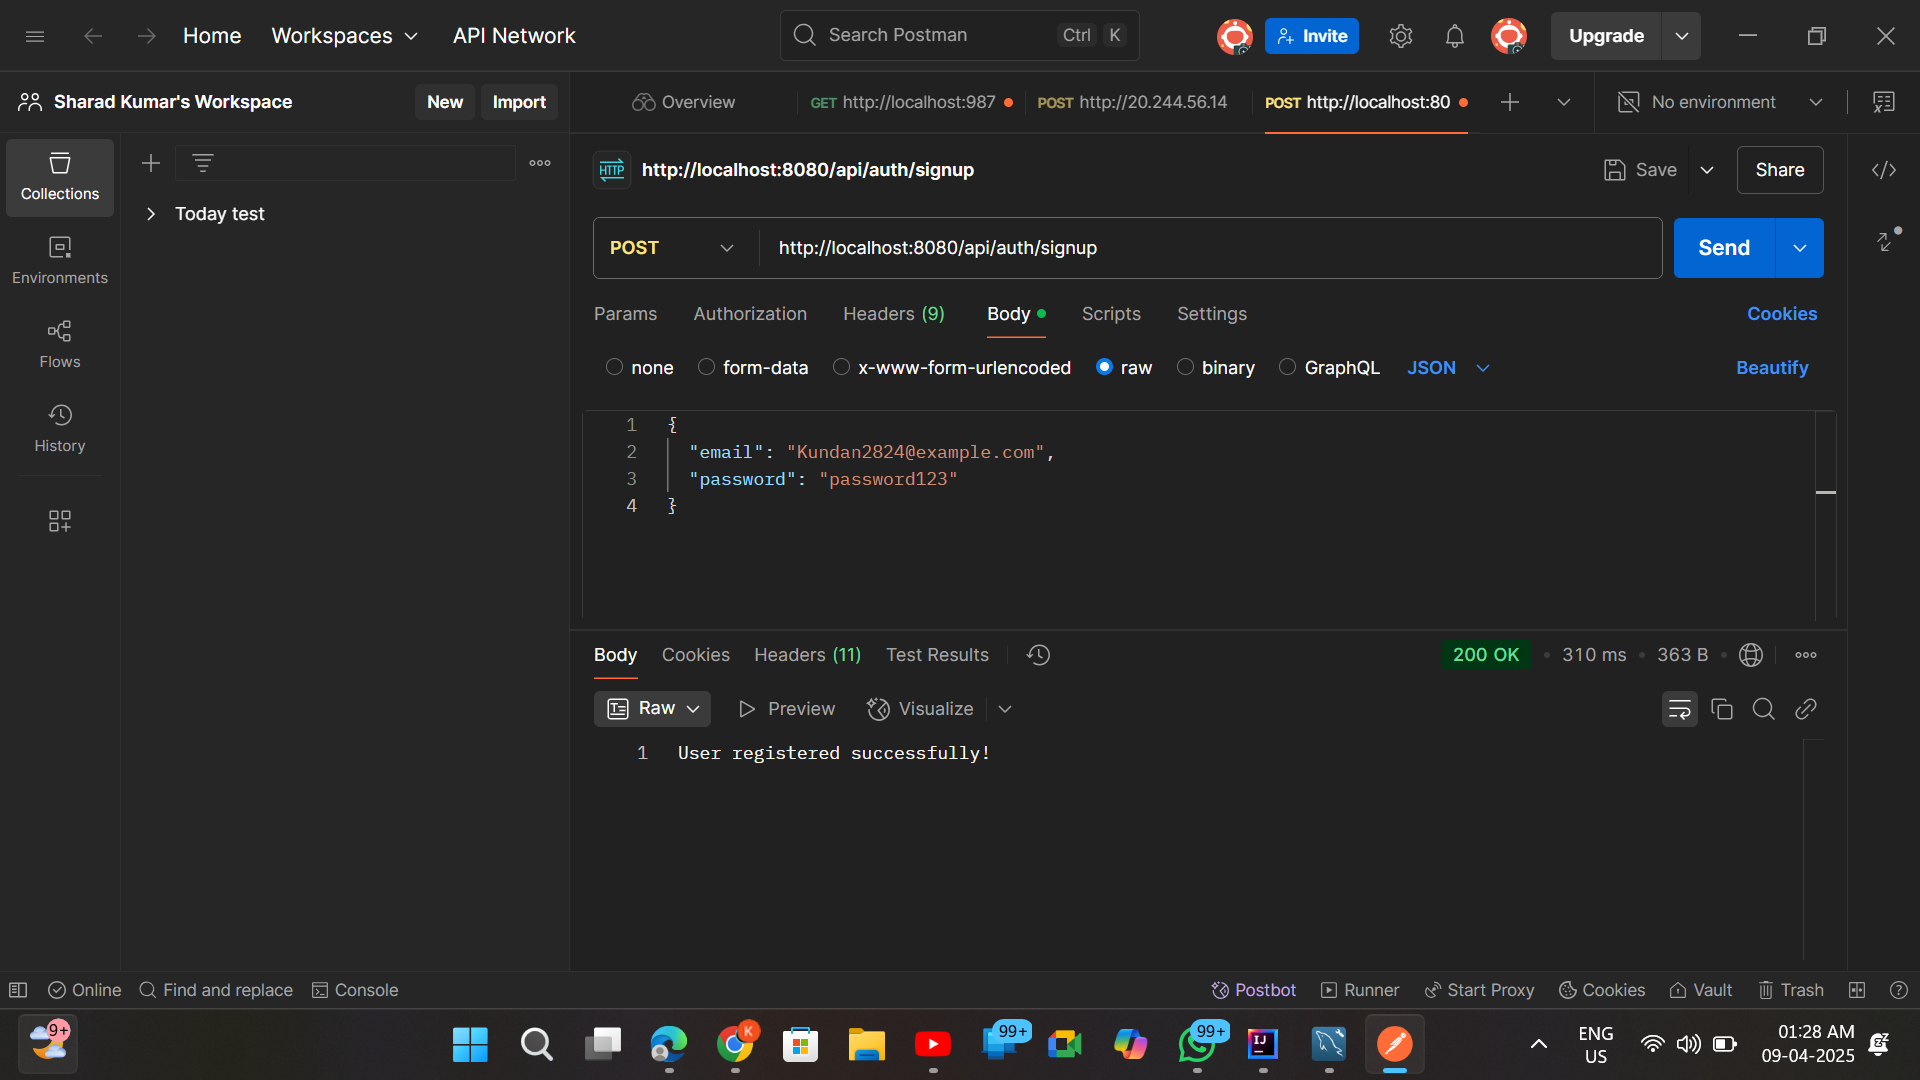 Home
Workspaces
API Network
Search Postman
Ctrl K
Invite
Upgrade
Sharad Kumar's Workspace
New
Import
Overview
GET http://localhost:987
POST http://20.244.56.14
POST http://localhost:80
No environment
Collections
Environments
Flows
History
Today test
HTTP http://localhost:8080/api/auth/signup
Save
Share
POST
http://localhost:8080/api/auth/signup
Send
Params
Authorization
Headers (9)
Body
Scripts
Settings
Cookies
none
form-data
x-www-form-urlencoded
raw
binary
GraphQL
JSON
Beautify
1 {
2 "email": "Kundan2824@example.com",
3 "password": "password123"
4 }
Body
Cookies
Headers (11)
Test Results
200 OK
310 ms
363 B
Raw
Preview
Visualize
1 User registered successfully!
Online
Find and replace
Console
Postbot
Runner
Start Proxy
Cookies
Vault
Trash
9+
K
99+
99+
IJ
ENG
US
01:28 AM
09-04-2025